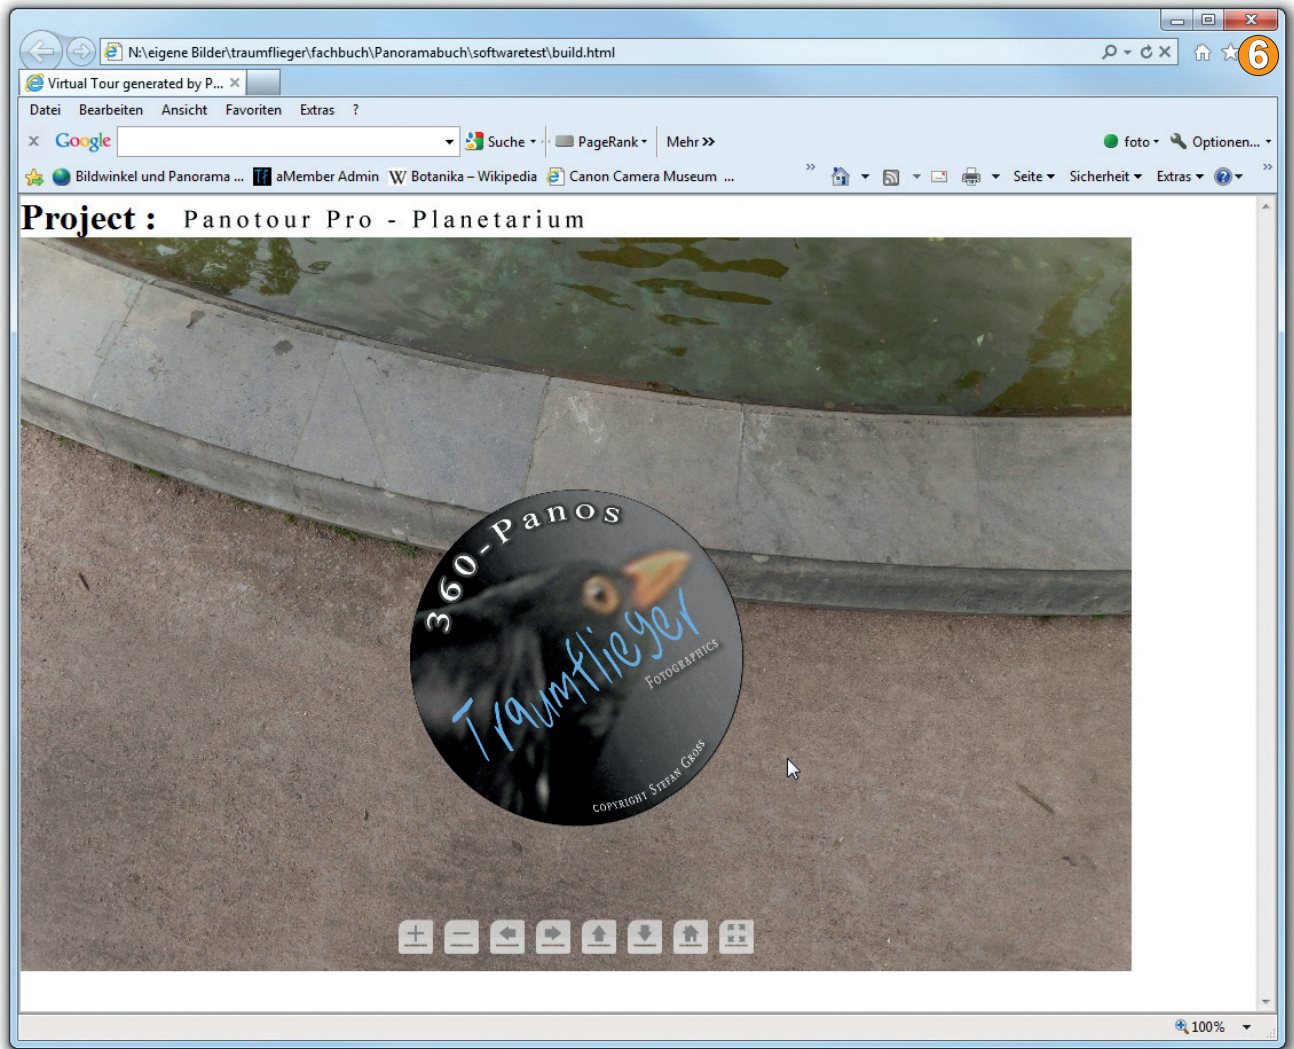 N:\eigene Bilder\traumflieger\fachbuch\Panoramabuch\softwaretest\build.html
6
Virtual Tour generated by P...
Datei Bearbeiten Ansicht Favoriten Extras ?
x Google Suche PageRank Mehr >> foto Optionen...
Bildwinkel und Panorama ... Tf aMember Admin W Botanika – Wikipedia Canon Camera Museum ... >> Seite Sicherheit Extras ? >>
Project : Panotour Pro - Planetarium
360-Panos
Traumflieger
Fotographics
copyright Stefan Gross
100%